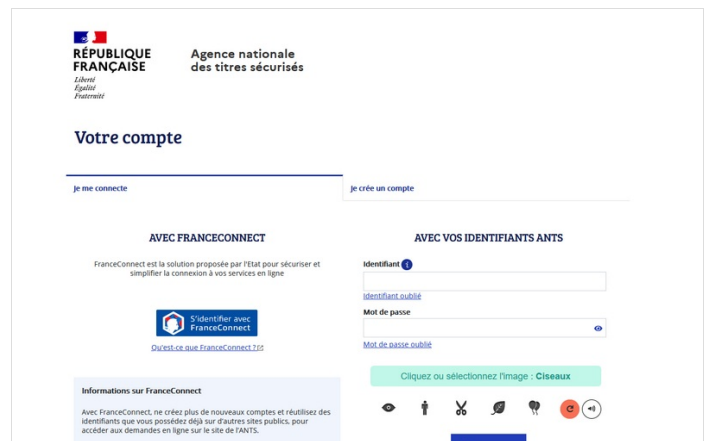 RÉPUBLIQUE
FRANÇAISE
Liberté
Égalité
Fraternité
Agence nationale
des titres sécurisés
Votre compte
Je me connecte
Je crée un compte
AVEC FRANCECONNECT
FranceConnect est la solution proposée par l'Etat pour sécuriser et
simplifier la connexion à vos services en ligne
S'identifier avec
FranceConnect
Qu'est-ce que FranceConnect ?
Informations sur FranceConnect
Avec FranceConnect, ne créez plus de nouveaux comptes et réutilisez des
identifiants que vous possédez déjà sur d'autres sites publics, pour
accéder aux demandes en ligne sur le site de l'ANTS.
AVEC VOS IDENTIFIANTS ANTS
Identifiant i
Identifiant oublié
Mot de passe
Mot de passe oublié
Cliquez ou sélectionnez l'image : Ciseaux